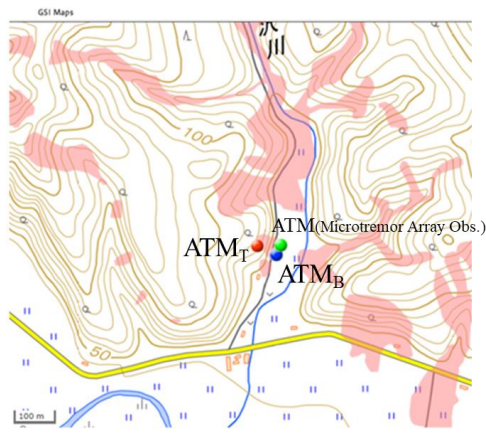 GSI Maps
沢
川
100
ATM(Microtremor Array Obs.)
ATMT
ATMB
50
100 m